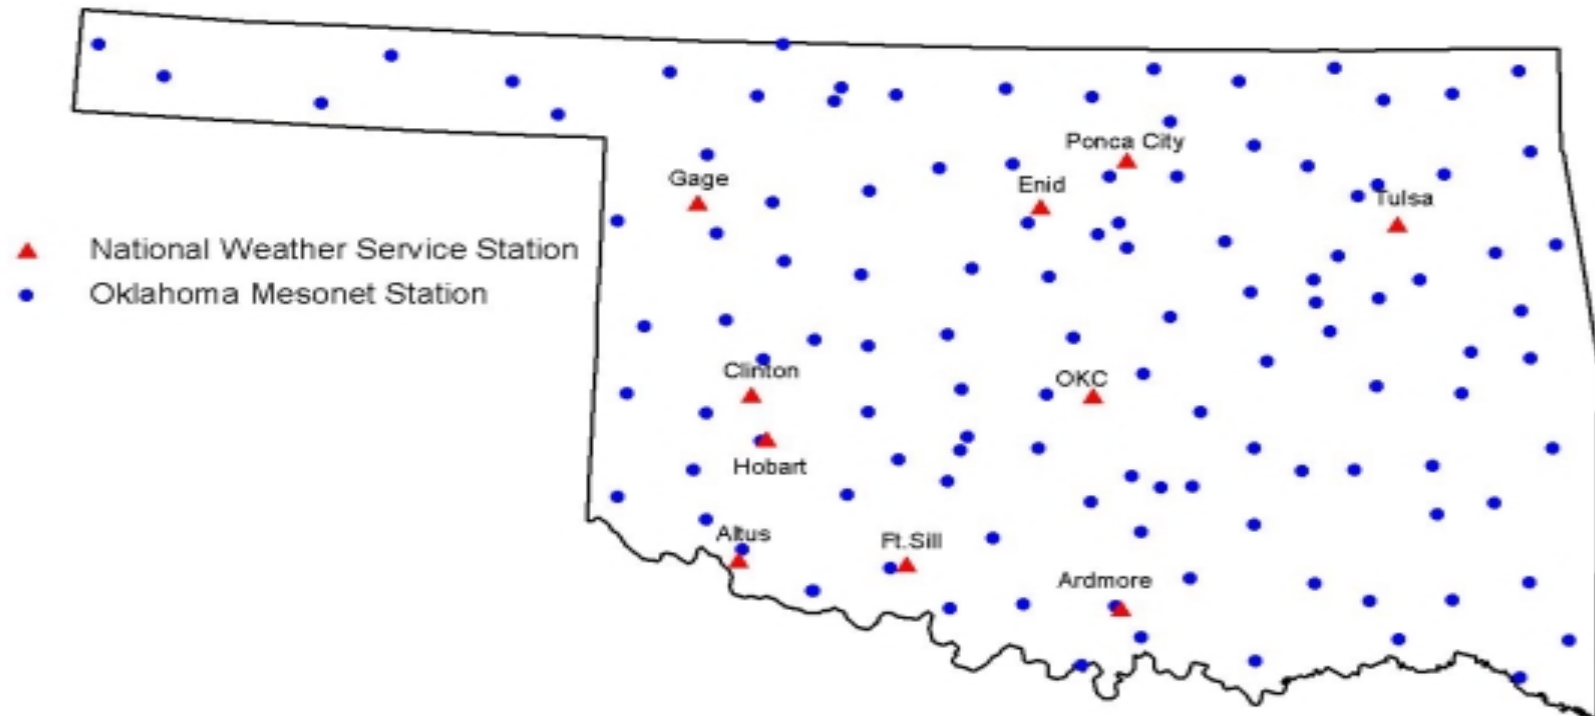 Ponca City
Gage
Enid
Tulsa
National Weather Service Station
Oklahoma Mesonet Station
Clinton
OKC
Hobart
Altus
Ft.Sill
Ardmore